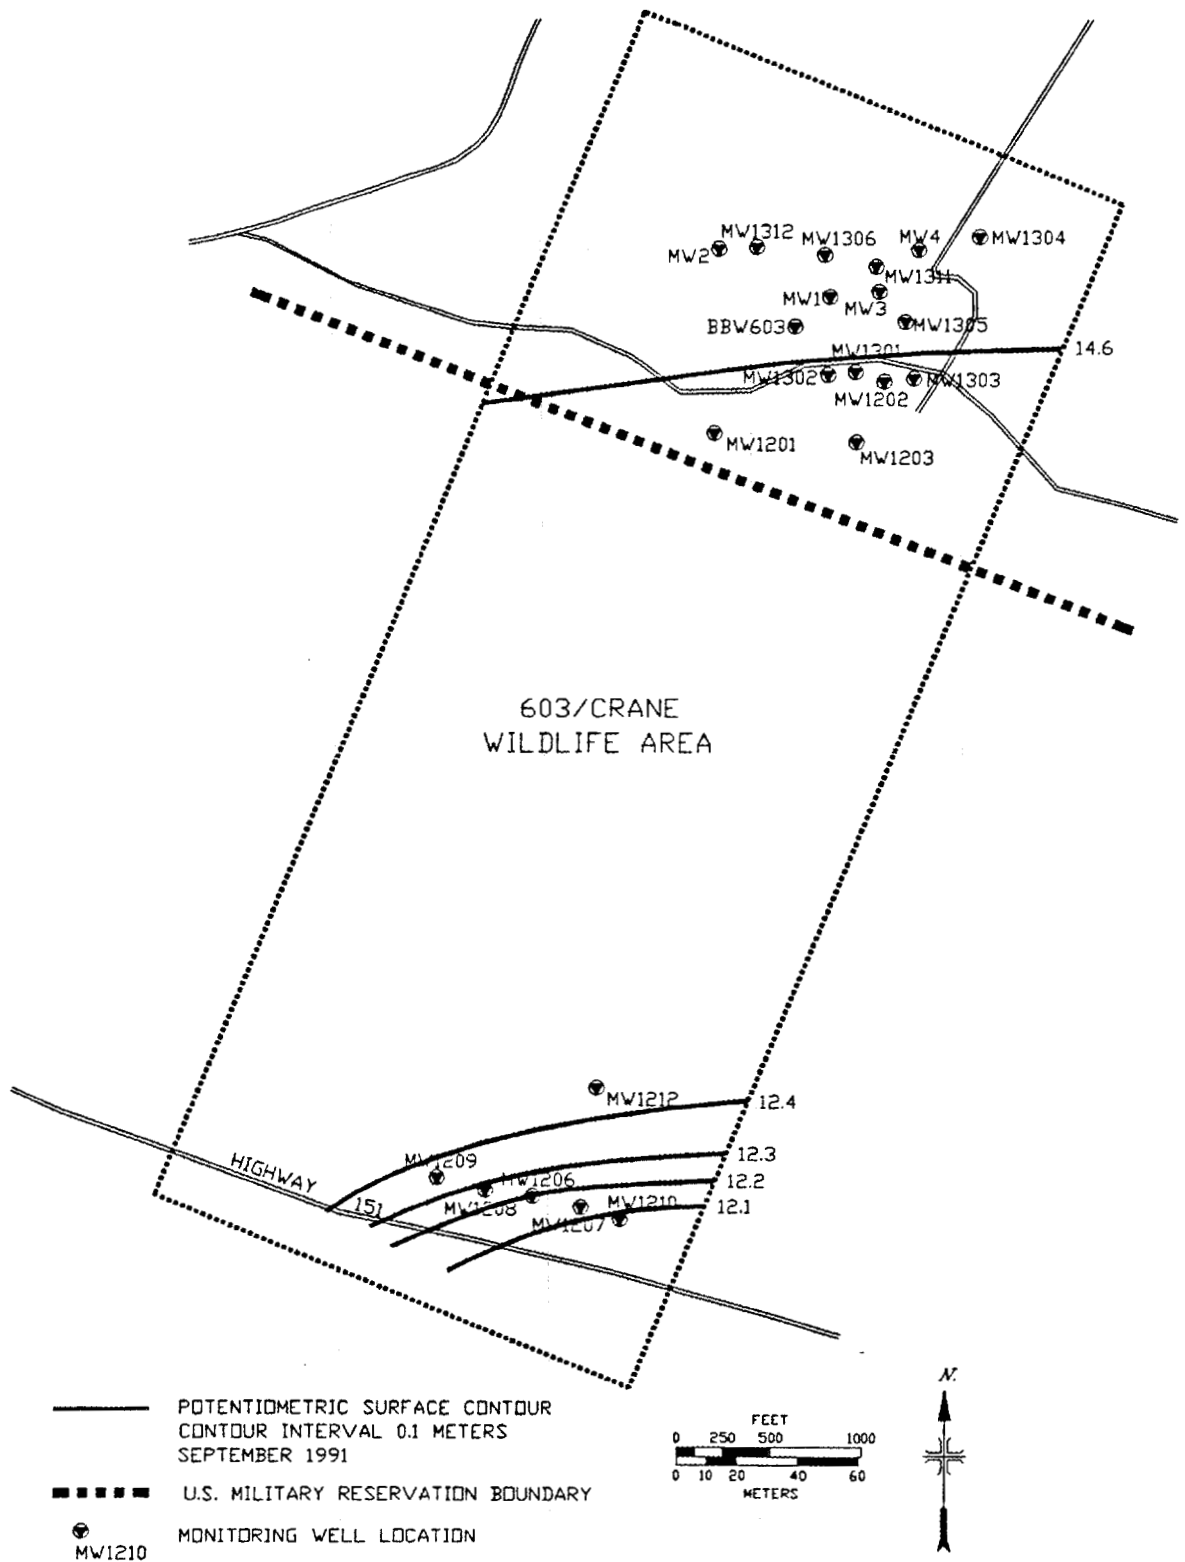 MW1312
MW2
MW1306
MW4
MW1304
MW1311
MW1
MW3
BBW603
MW1305
MW1301
14.6
MW1302
MW1303
MW1202
MW1201
MW1203
603/CRANE
WILDLIFE AREA
MW1212
12.4
MW1209
12.3
HIGHWAY 151
MW1206
12.2
MW1208
MW1210
12.1
MW1207
N.
POTENTIOMETRIC SURFACE CONTOUR
CONTOUR INTERVAL 0.1 METERS
SEPTEMBER 1991
FEET
0 250 500 1000
0 10 20 40 60
METERS
U.S. MILITARY RESERVATION BOUNDARY
MONITORING WELL LOCATION
MW1210